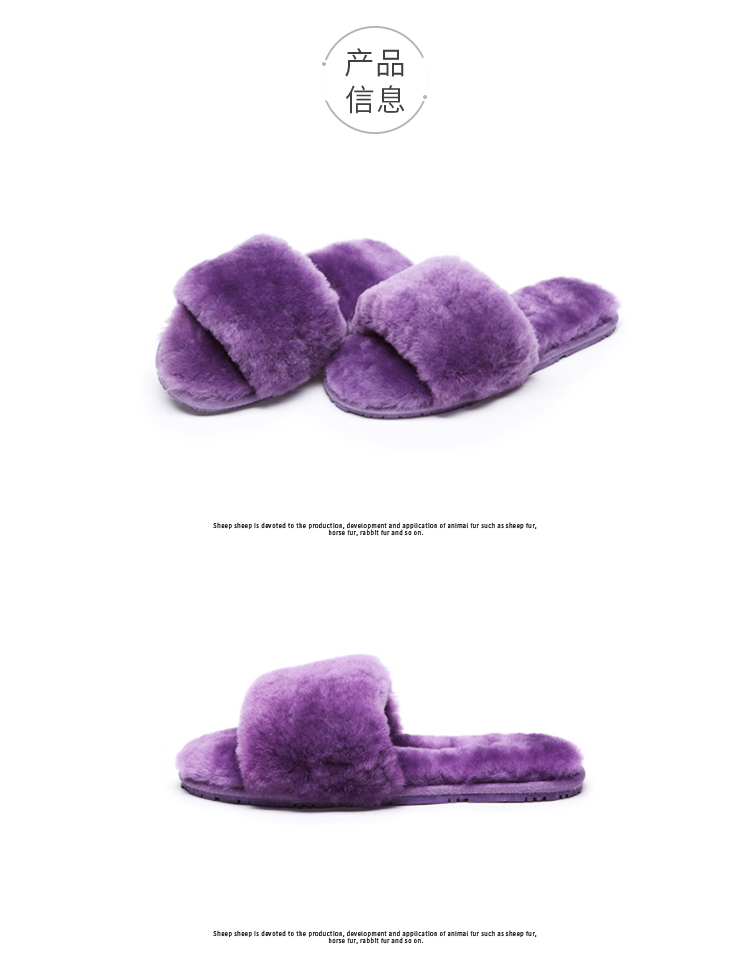 产品
信息
Sheep sheep is devoted to the production, development and application of animal fur such as sheep fur,
horse fur, rabbit fur and so on.
Sheep sheep is devoted to the production, development and application of animal fur such as sheep fur,
horse fur, rabbit fur and so on.